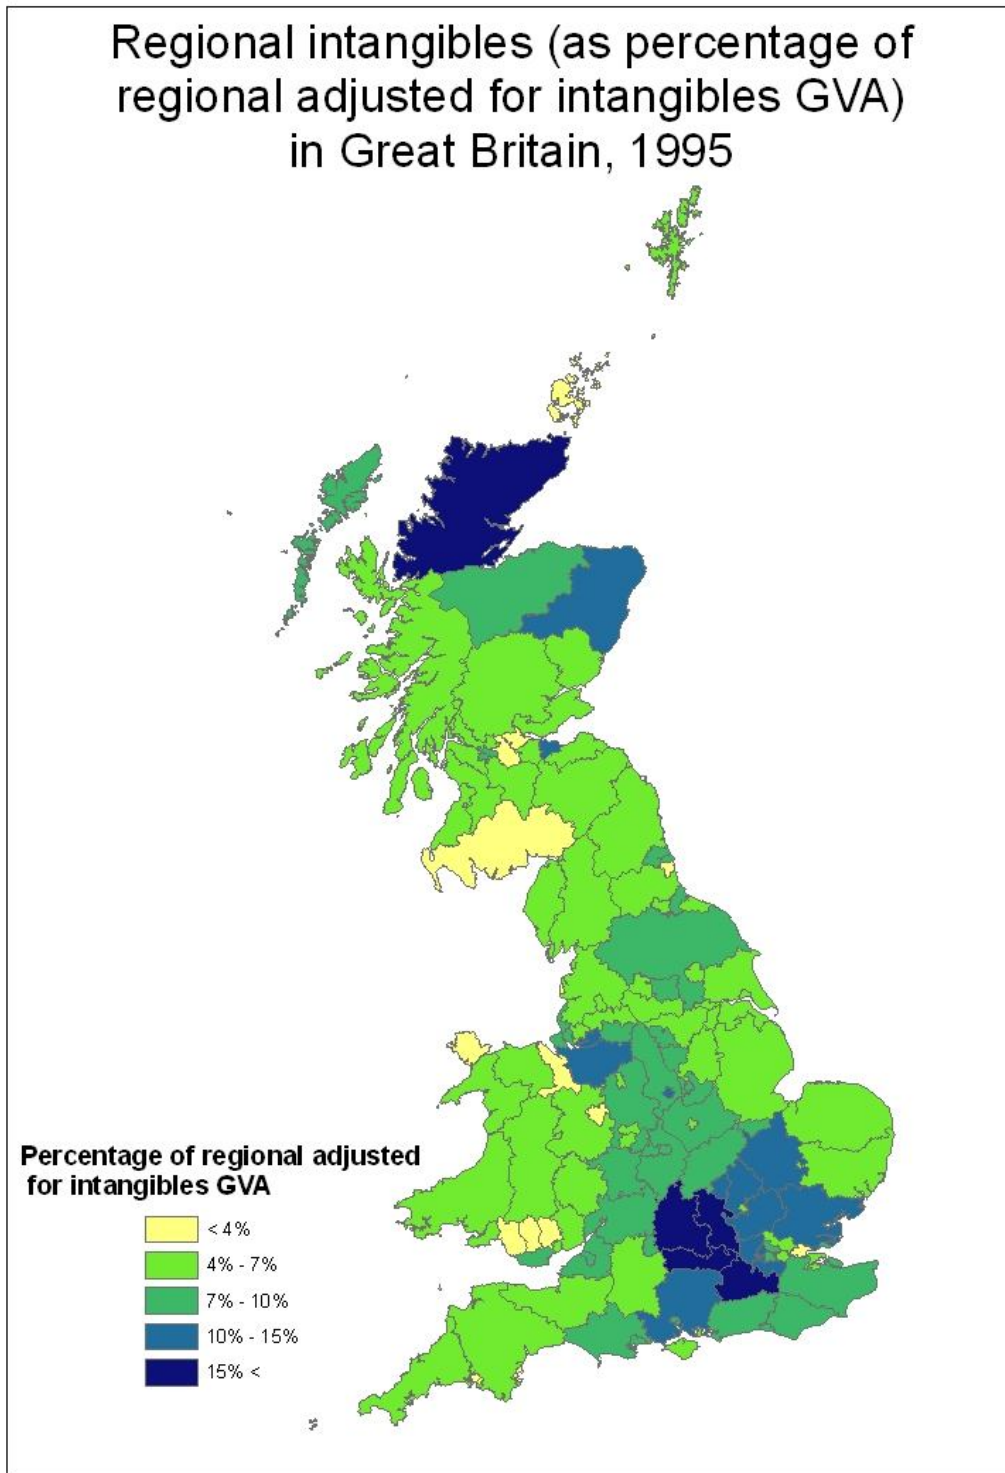 Regional intangibles (as percentage of
regional adjusted for intangibles GVA)
in Great Britain, 1995
Percentage of regional adjusted
for intangibles GVA
< 4%
4% - 7%
7% - 10%
10% - 15%
15% <